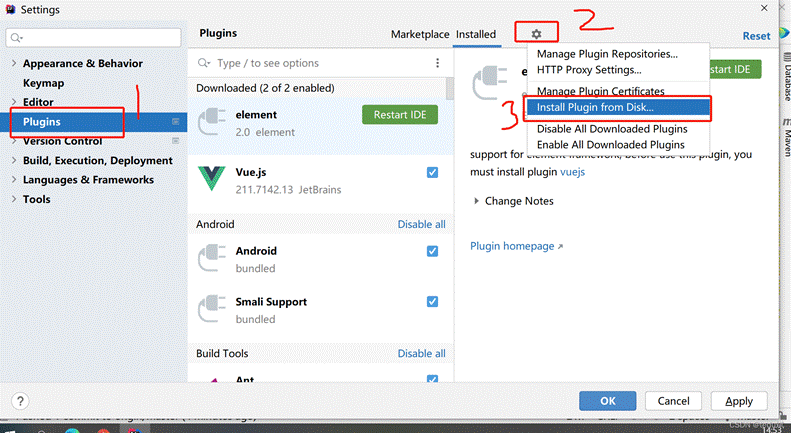 Settings
Plugins
Marketplace
Installed
Reset
2
Appearance & Behavior
Keymap
Editor
Plugins
Version Control
Build, Execution, Deployment
Languages & Frameworks
Tools
1
Type / to see options
Downloaded (2 of 2 enabled)
element
2.0 element
Restart IDE
Vue.js
211.7142.13 JetBrains
Android
Disable all
Android
bundled
Smali Support
bundled
Build Tools
Disable all
Ant
Manage Plugin Repositories...
HTTP Proxy Settings...
Manage Plugin Certificates
3
Install Plugin from Disk...
Disable All Downloaded Plugins
Enable All Downloaded Plugins
start IDE
support for element framework, before use this plugin, you
must install plugin vuejs
Change Notes
Plugin homepage
?
OK
Cancel
Apply
Database
Maven
14:53